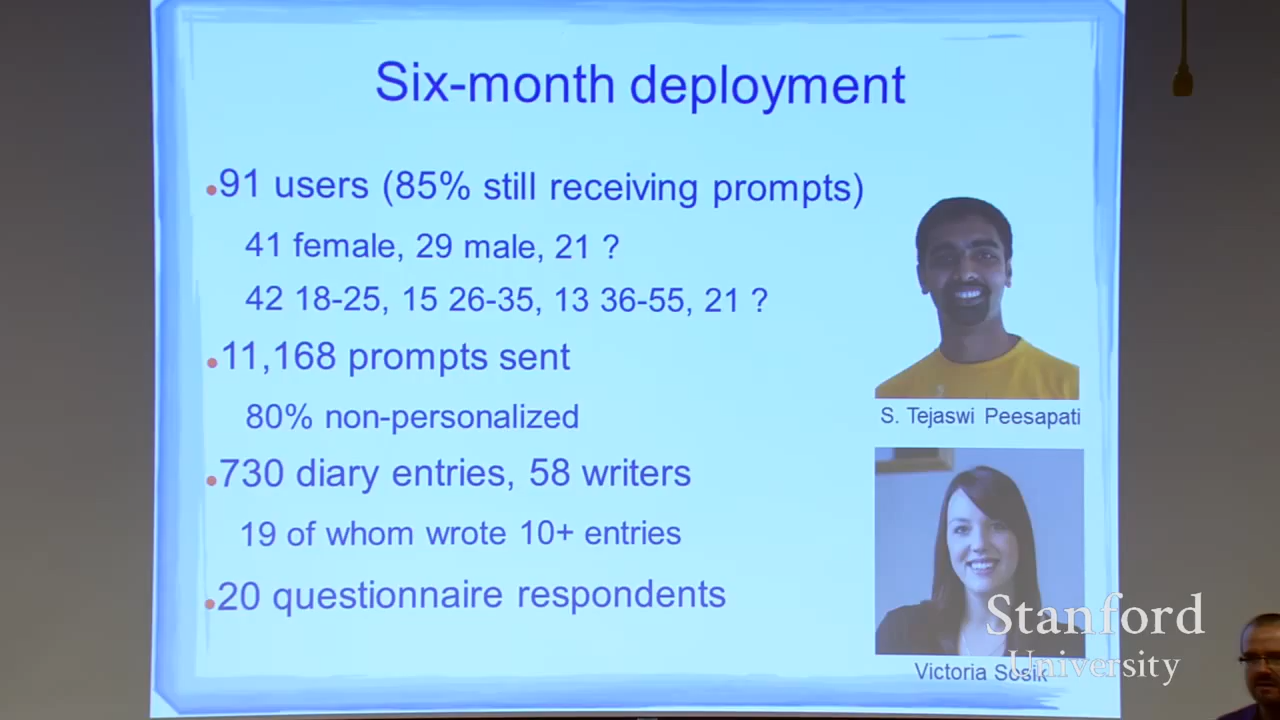 Six-month deployment
•91 users (85% still receiving prompts)
41 female, 29 male, 21 ?
42 18-25, 15 26-35, 13 36-55, 21 ?
•11,168 prompts sent
80% non-personalized
•730 diary entries, 58 writers
19 of whom wrote 10+ entries
•20 questionnaire respondents
S. Tejaswi Peesapati
Victoria Sosik
Stanford
University